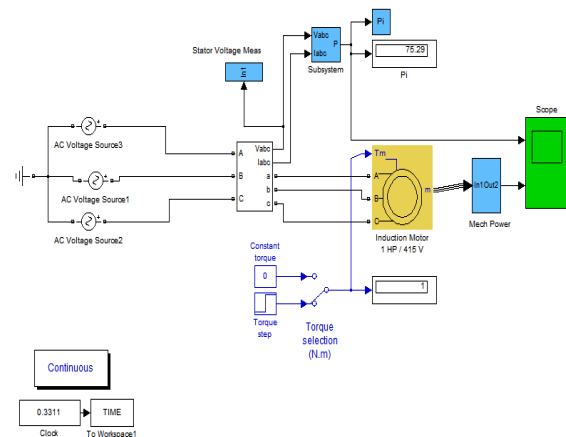 Pi
75.29
Pi
Vabc
Iabc
P
Subsystem
Stator Voltage Meas
In1
Scope
AC Voltage Source3
AC Voltage Source1
AC Voltage Source2
A
B
C
Vabc
Iabc
a
b
c
Tm
A
B
C
m
Induction Motor
1 HP / 415 V
In1Out2
Mech Power
Constant
torque
0
Torque
step
Torque
selection
(N.m)
1
Continuous
0.3311
Clock
TIME
To Workspace1